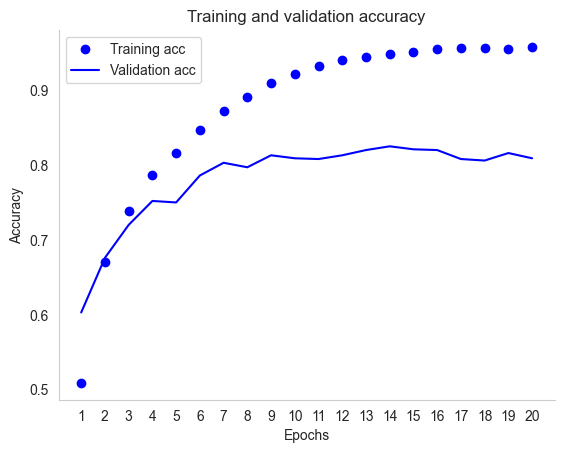 Training and validation accuracy
Training acc
Validation acc
Accuracy
0.9
0.8
0.7
0.6
0.5
1 2 3 4 5 6 7 8 9 10 11 12 13 14 15 16 17 18 19 20
Epochs